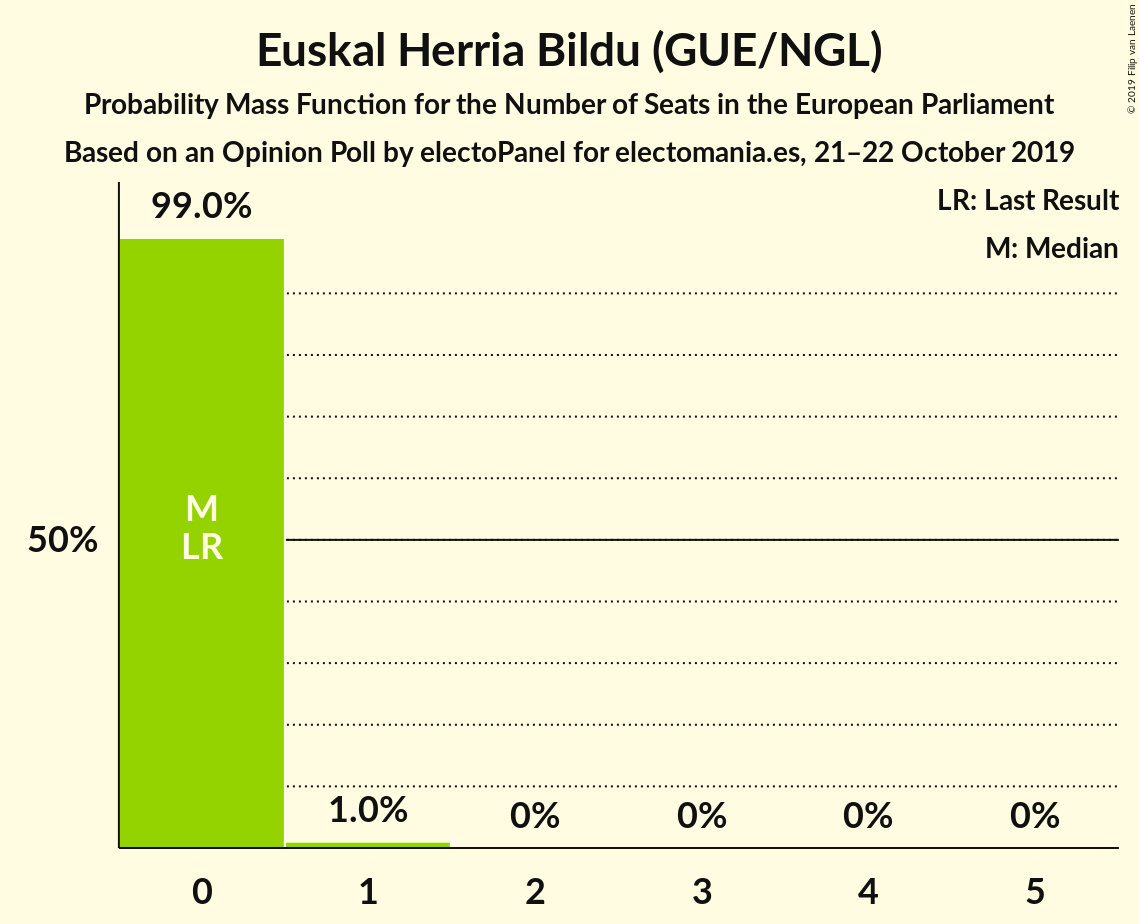 Euskal Herria Bildu (GUE/NGL)
Probability Mass Function for the Number of Seats in the European Parliament
Based on an Opinion Poll by electoPanel for electomania.es, 21–22 October 2019
© 2019 Filip van Laenen
LR: Last Result
M: Median
99.0%
M
LR
50%
1.0% 0% 0% 0% 0%
0 1 2 3 4 5